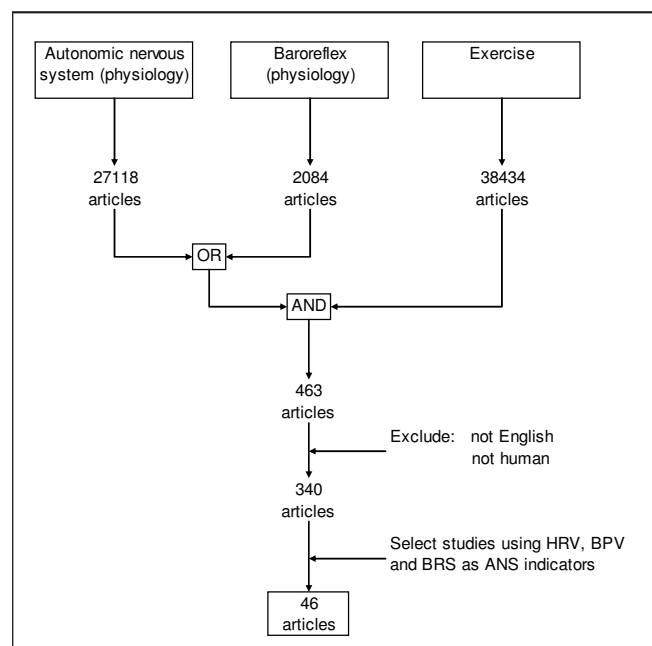 Autonomic nervous
system (physiology)
Baroreflex
(physiology)
Exercise
27118
articles
2084
articles
38434
articles
OR
AND
463
articles
Exclude: not English
not human
340
articles
Select studies using HRV, BPV
and BRS as ANS indicators
46
articles